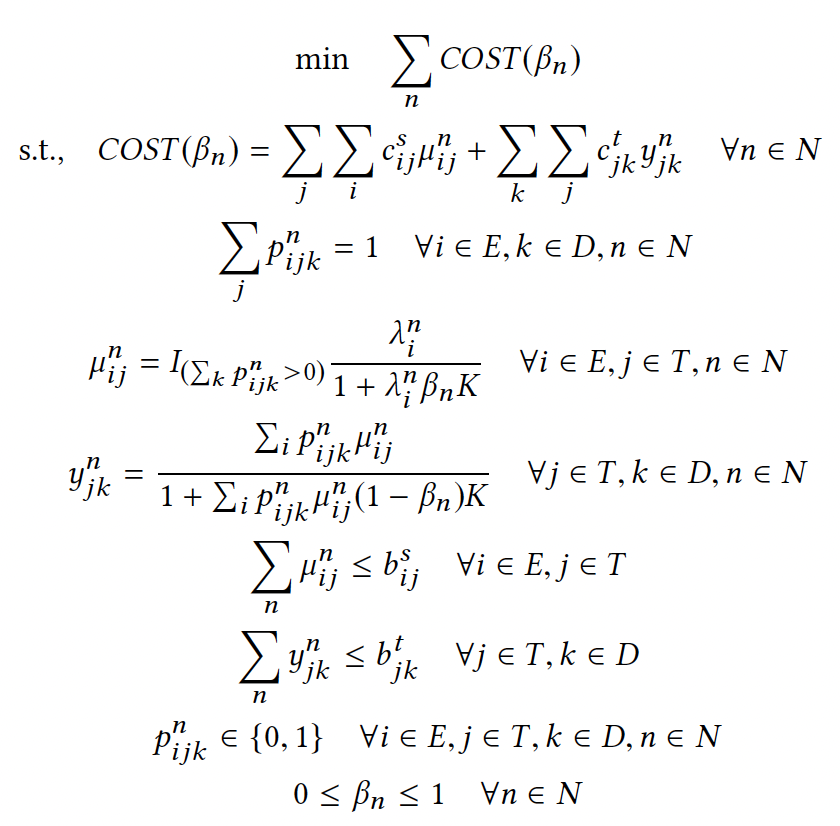 min ∑_n COST(β_n)
s.t., COST(β_n) = ∑_j ∑_i c^s_{ij} μ^n_{ij} + ∑_k ∑_j c^t_{jk} y^n_{jk} ∀n ∈ N
∑_j p^n_{ijk} = 1 ∀i ∈ E, k ∈ D, n ∈ N
μ^n_{ij} = I_{(∑_k p^n_{ijk} > 0)} \frac{λ^n_i}{1 + λ^n_i β_n K} ∀i ∈ E, j ∈ T, n ∈ N
y^n_{jk} = \frac{∑_i p^n_{ijk} μ^n_{ij}}{1 + ∑_i p^n_{ijk} μ^n_{ij} (1 − β_n)K} ∀j ∈ T, k ∈ D, n ∈ N
∑_n μ^n_{ij} ≤ b^s_{ij} ∀i ∈ E, j ∈ T
∑_n y^n_{jk} ≤ b^t_{jk} ∀j ∈ T, k ∈ D
p^n_{ijk} ∈ {0, 1} ∀i ∈ E, j ∈ T, k ∈ D, n ∈ N
0 ≤ β_n ≤ 1 ∀n ∈ N